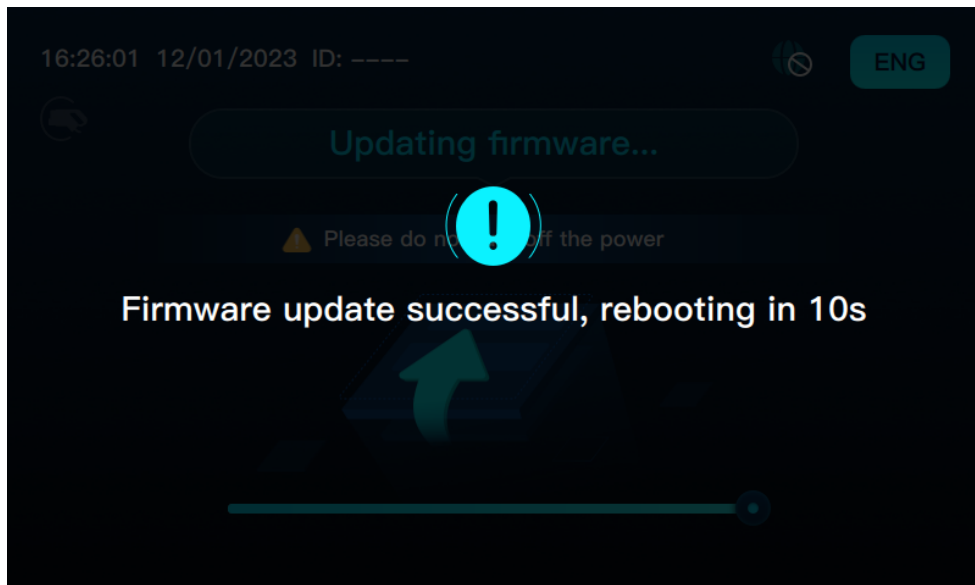 16:26:01 12/01/2023 ID: ----
ENG
Updating firmware...
Please do no off the power
Firmware update successful, rebooting in 10s